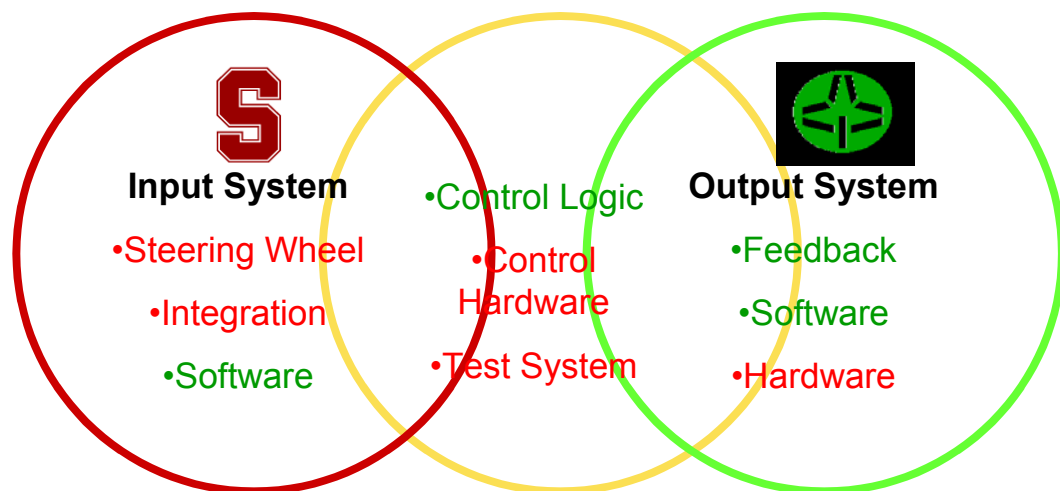 S
Input System
•Steering Wheel
•Integration
•Software
•Control Logic
•Control
Hardware
•Test System
Output System
•Feedback
•Software
•Hardware